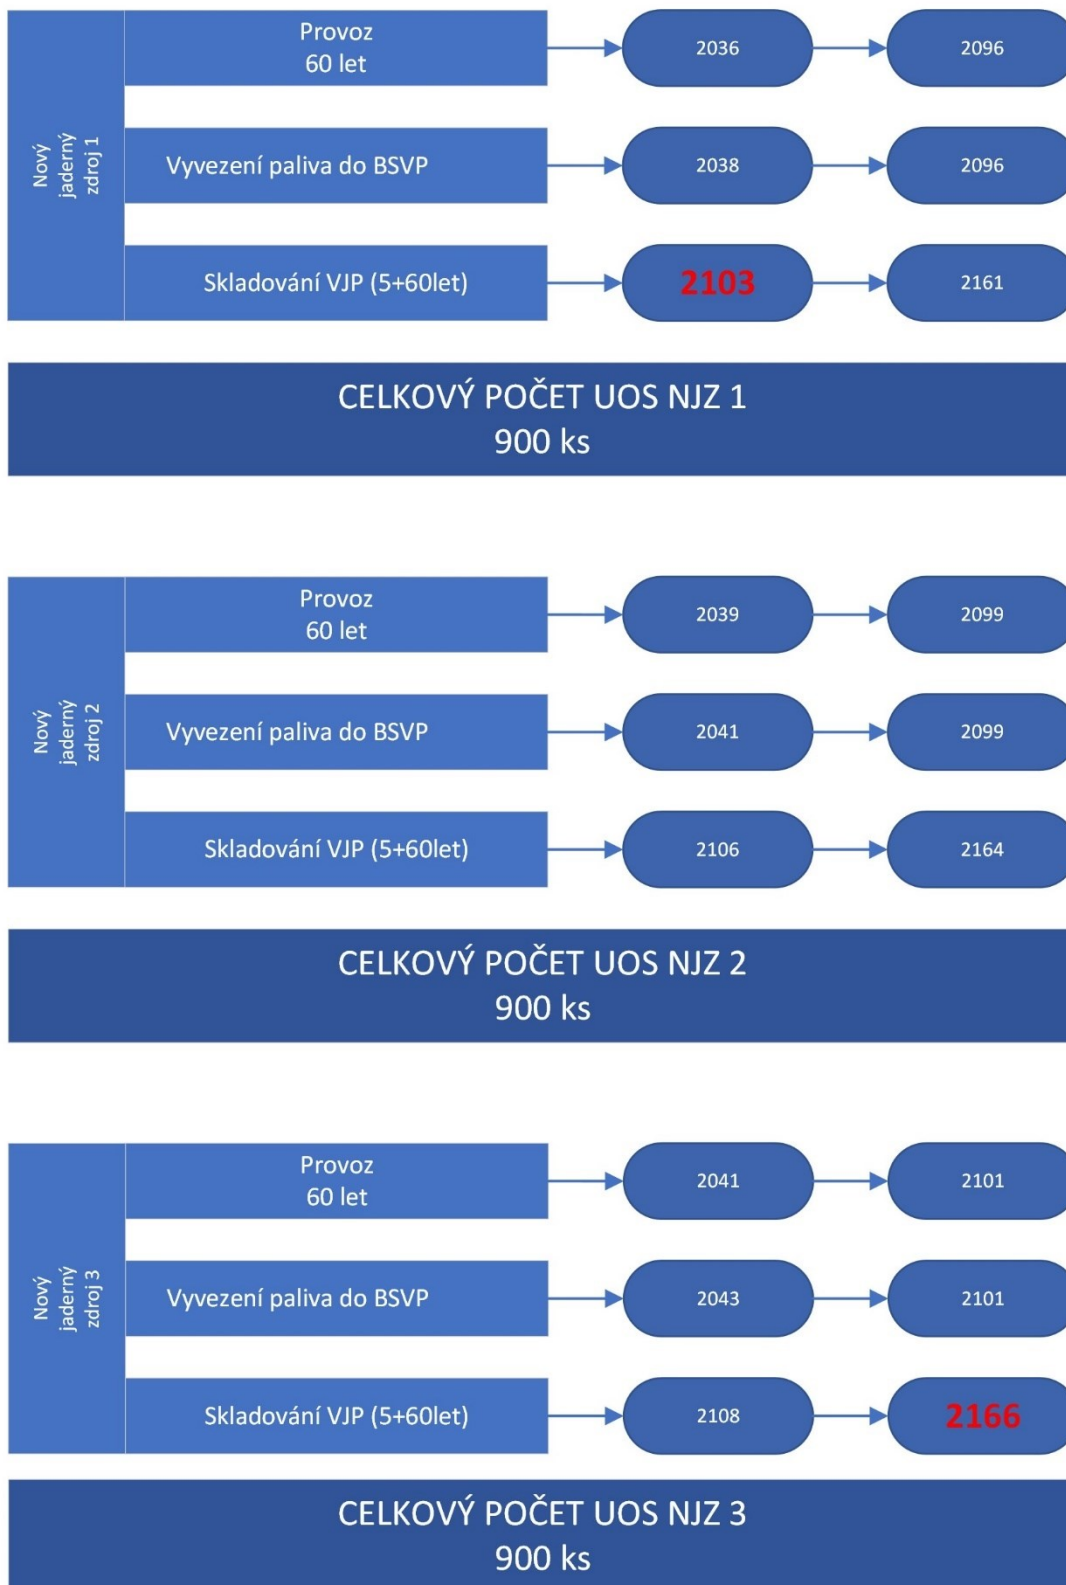 Nový
jaderný
zdroj 1
Provoz
60 let
2036
2096
Vyvezení paliva do BSVP
2038
2096
Skladování VJP (5+60let)
2103
2161
CELKOVÝ POČET UOS NJZ 1
900 ks
Nový
jaderný
zdroj 2
Provoz
60 let
2039
2099
Vyvezení paliva do BSVP
2041
2099
Skladování VJP (5+60let)
2106
2164
CELKOVÝ POČET UOS NJZ 2
900 ks
Nový
jaderný
zdroj 3
Provoz
60 let
2041
2101
Vyvezení paliva do BSVP
2043
2101
Skladování VJP (5+60let)
2108
2166
CELKOVÝ POČET UOS NJZ 3
900 ks